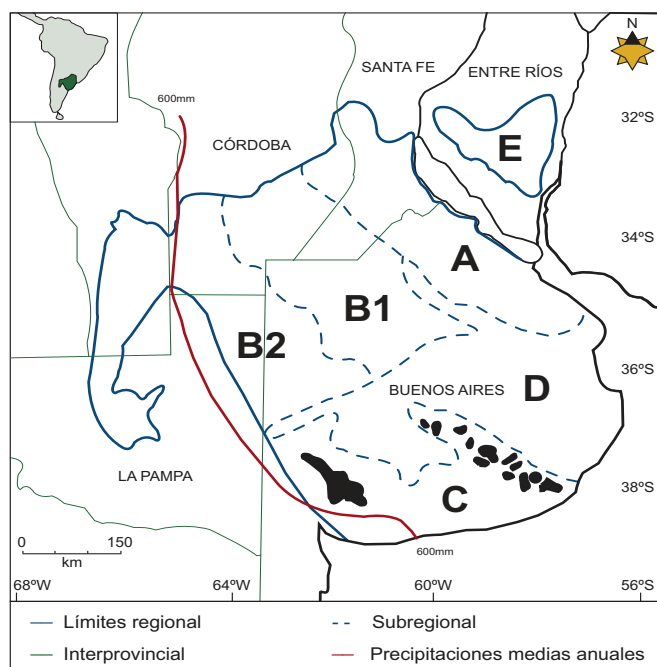 N
SANTA FE
ENTRE RÍOS
600mm
32ºS
CÓRDOBA
E
34ºS
A
B1
B2
36ºS
BUENOS AIRES
D
LA PAMPA
C
38ºS
0 150
km
600mm
68ºW 64ºW 60ºW 56ºS
Límites regional
Subregional
Interprovincial
Precipitaciones medias anuales